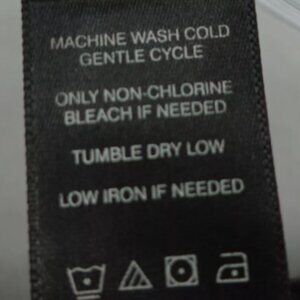 MACHINE WASH COLD
GENTLE CYCLE
ONLY NON-CHLORINE
BLEACH IF NEEDED
TUMBLE DRY LOW
LOW IRON IF NEEDED